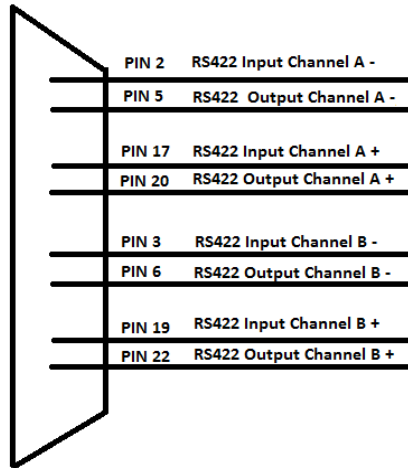 PIN 2 RS422 Input Channel A -
PIN 5 RS422 Output Channel A -
PIN 17 RS422 Input Channel A +
PIN 20 RS422 Output Channel A +
PIN 3 RS422 Input Channel B -
PIN 6 RS422 Output Channel B -
PIN 19 RS422 Input Channel B +
PIN 22 RS422 Output Channel B +